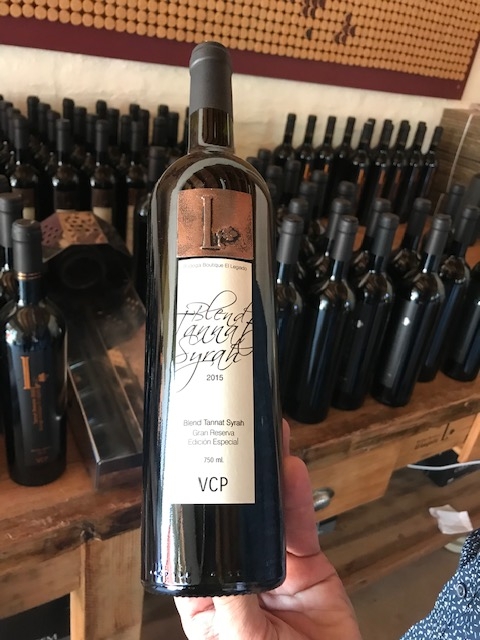 L
Bodega Boutique El Legado
Blend
Tannat
Syrah
2015
Blend Tannat Syrah
Gran Reserva
Edición Especial
750 ml.
VCP
L